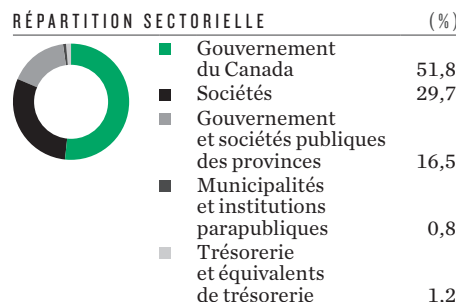 RÉPARTITION SECTORIELLE (%)
Gouvernement
du Canada 51,8
Sociétés 29,7
Gouvernement
et sociétés publiques
des provinces 16,5
Municipalités
et institutions
parapubliques 0,8
Trésorerie
et équivalents
de trésorerie 1,2